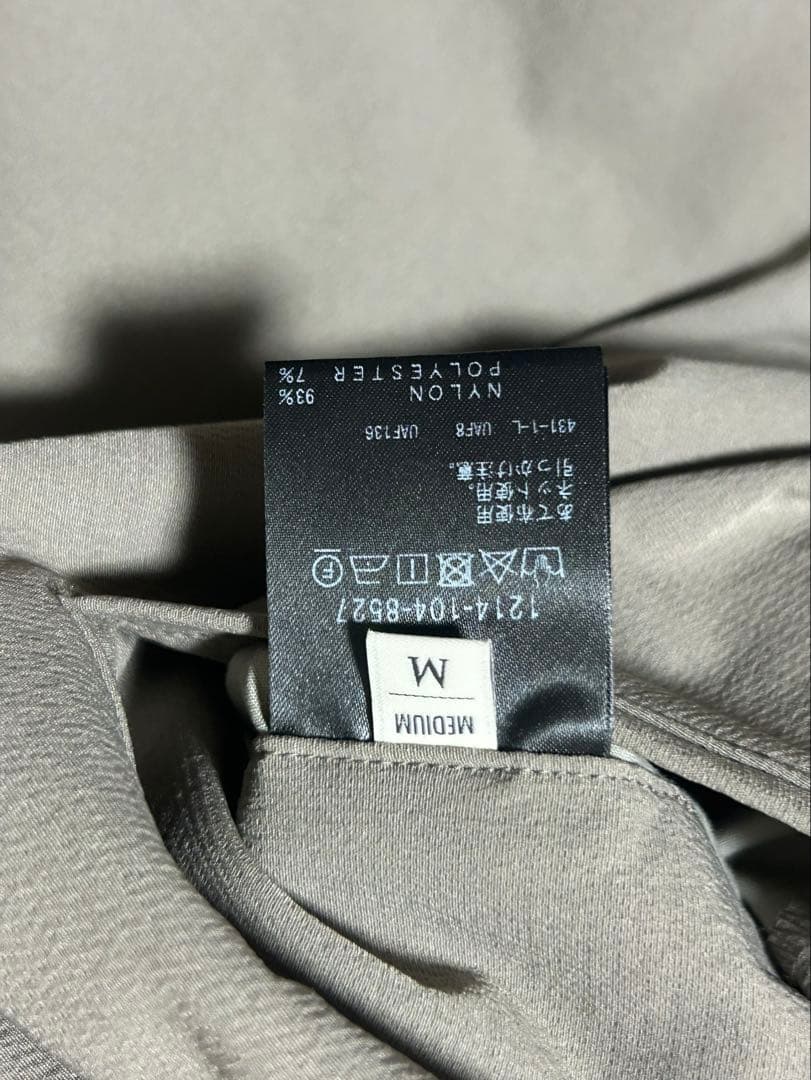 MEDIUM
M
1214-104-8527
F
あて布使用
ネット使用。
引っかけ注意。
431-1-L UAF8 UAF136
NYLON 93%
POLYESTER 7%